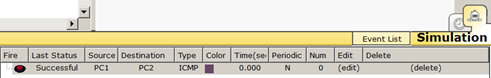 Event List Simulation
Fire Last Status Source Destination Type Color Time(sec Periodic Num Edit Delete
Successful PC1 PC2 ICMP 0.000 N 0 (edit) (delete)